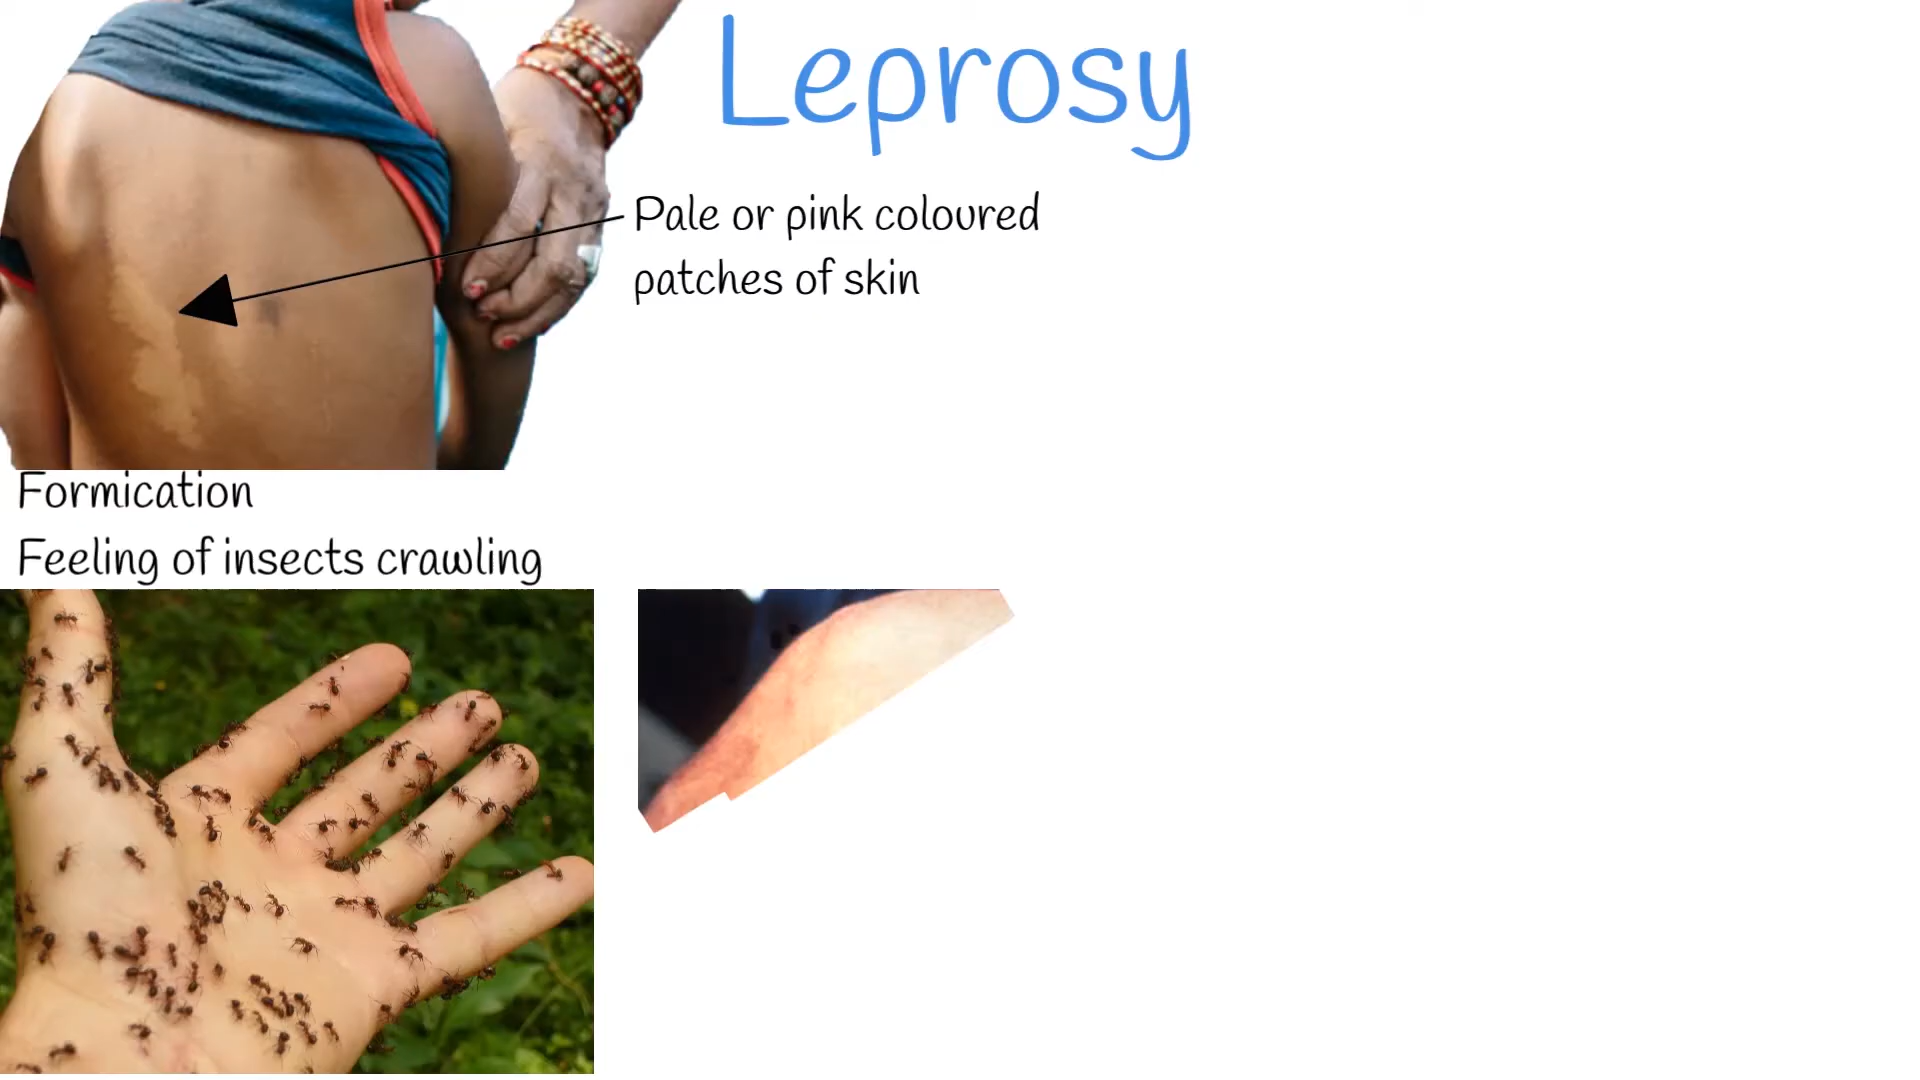 Leprosy
Pale or pink coloured
patches of skin
Formication
Feeling of insects crawling